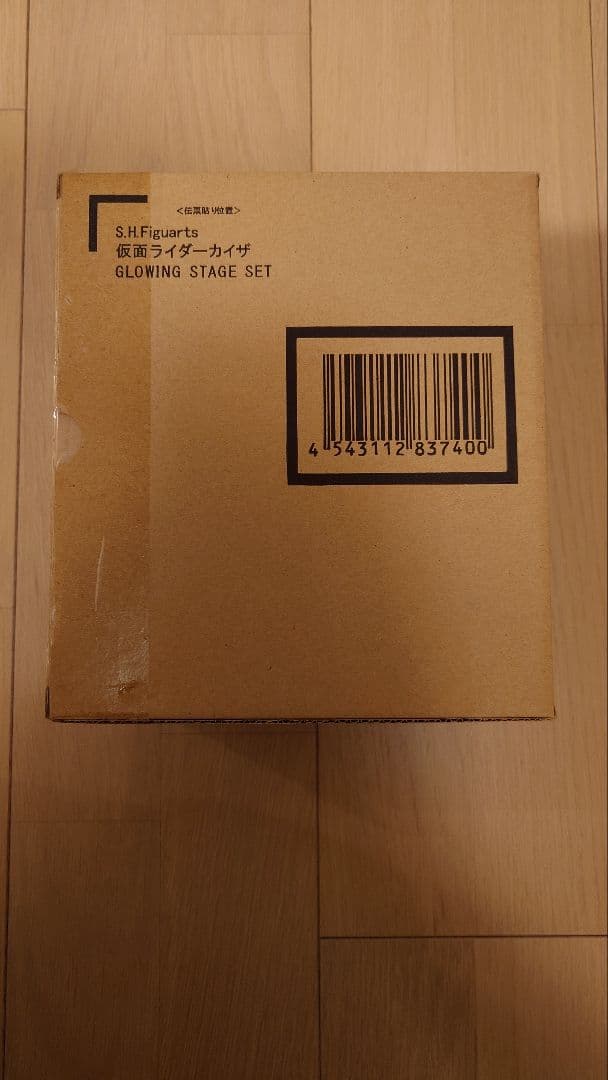 <伝票貼り位置>
S.H.Figuarts
仮面ライダーカイザ
GLOWING STAGE SET
4 543112 837400